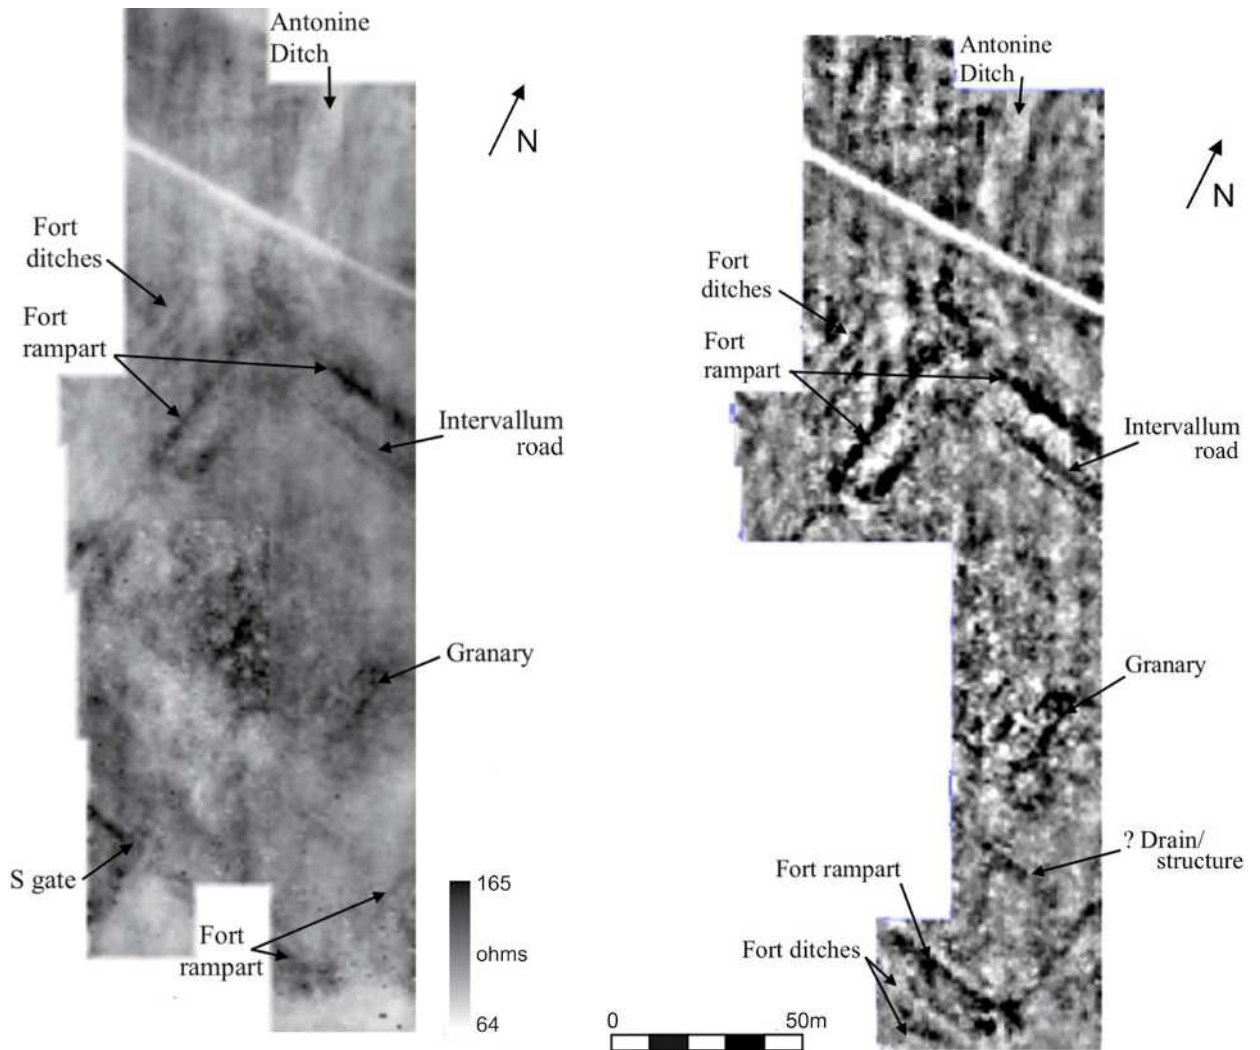 Antonine
Ditch
N
Fort
ditches
Fort
rampart
Intervallum
road
Granary
S gate
Fort
rampart
165
ohms
64
Antonine
Ditch
N
Fort
ditches
Fort
rampart
Intervallum
road
Granary
? Drain/
structure
Fort rampart
Fort ditches
0
50m